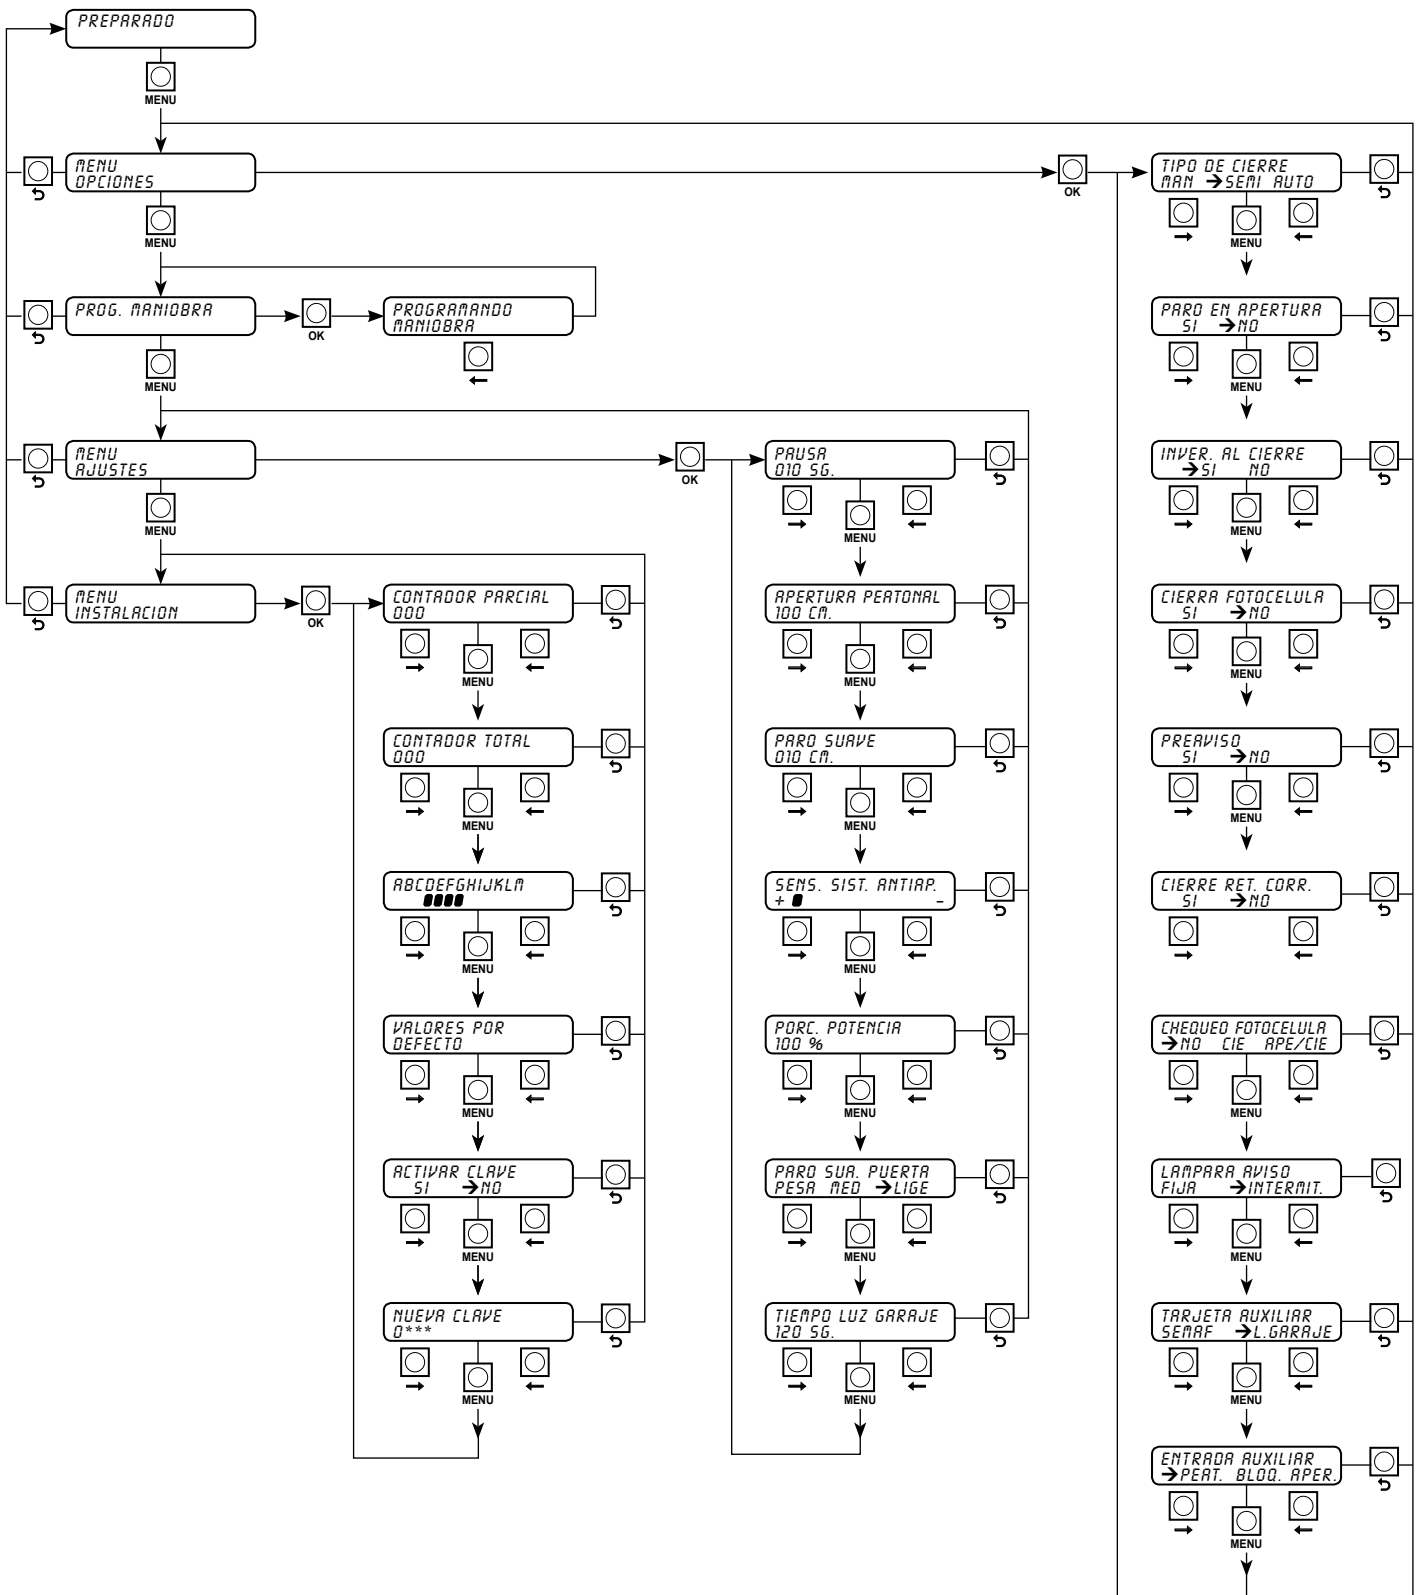 PREPARADO
MENU
MENU
OPCIONES
OK
TIPO DE CIERRE
MAN →SEMI AUTO
MENU
MENU
PROG. MANIOBRA
OK
PROGRAMANDO
MANIOBRA
PARO EN APERTURA
SI →NO
MENU
MENU
MENU
AJUSTES
OK
PAUSA
010 SG.
INVER. AL CIERRE
→SI NO
MENU
MENU
MENU
MENU
INSTALACION
OK
CONTADOR PARCIAL
000
APERTURA PEATONAL
100 CM.
CIERRA FOTOCELULA
SI →NO
MENU
MENU
MENU
CONTADOR TOTAL
000
PARO SUAVE
010 CM.
PREAVISO
SI →NO
MENU
MENU
MENU
ABCDEFGHIJKLM
SENS. SIST. ANTIAP.
+ -
CIERRE RET. CORR.
SI →NO
MENU
MENU
VALORES POR
DEFECTO
PORC. POTENCIA
100 %
CHEQUEO FOTOCELULA
→NO CIE APE/CIE
MENU
MENU
MENU
ACTIVAR CLAVE
SI →NO
PARO SUA. PUERTA
PESA MED →LIGE
LAMPARA AVISO
FIJA →INTERMIT.
MENU
MENU
MENU
NUEVA CLAVE
0***
TIEMPO LUZ GARAJE
120 SG.
TARJETA AUXILIAR
SEMAF →L.GARAJE
MENU
MENU
MENU
ENTRADA AUXILIAR
→PEAT. BLOQ. APER.
MENU